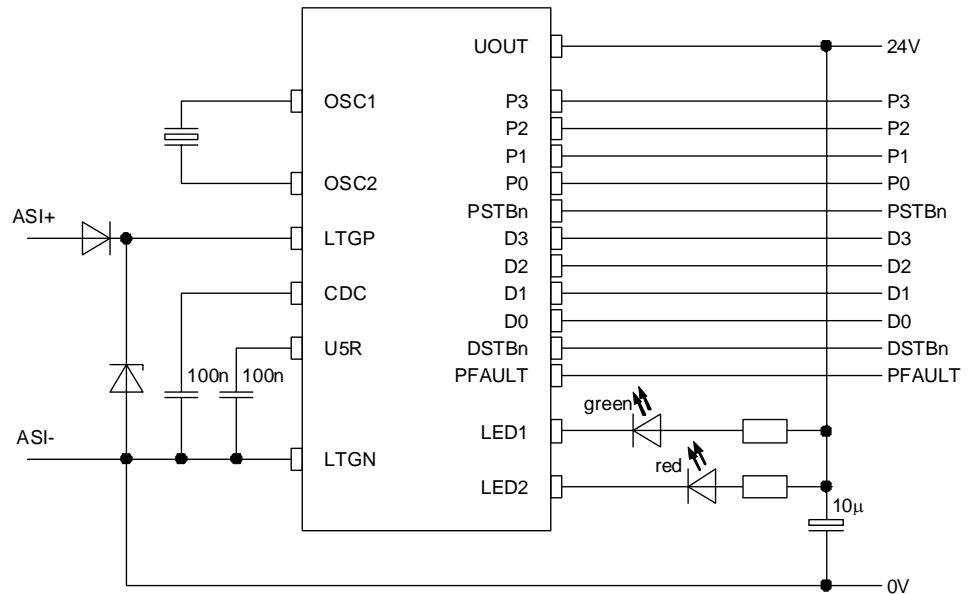 UOUT 24V
OSC1 P3 P3
P2 P2
P1 P1
OSC2 P0 P0
PSTBn PSTBn
ASI+ LTGP D3 D3
D2 D2
CDC D1 D1
D0 D0
U5R DSTBn DSTBn
100n 100n PFAULT PFAULT
green
LED1
ASI- LTGN red
LED2
10μ
0V